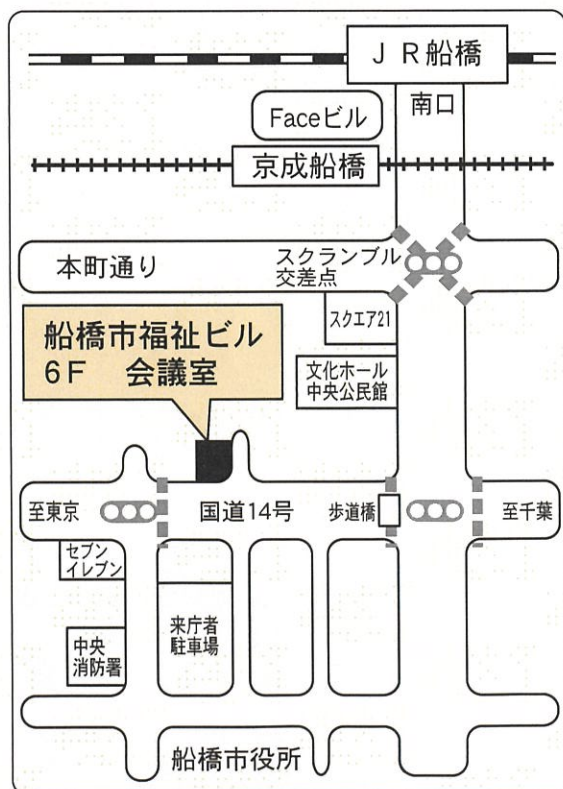 ＪＲ船橋
南口
Faceビル
京成船橋
本町通り
スクランブル
交差点
スクエア21
船橋市福祉ビル
6Ｆ　会議室
文化ホール
中央公民館
至東京
国道14号
歩道橋
至千葉
セブン
イレブン
来庁者
駐車場
中央
消防署
船橋市役所